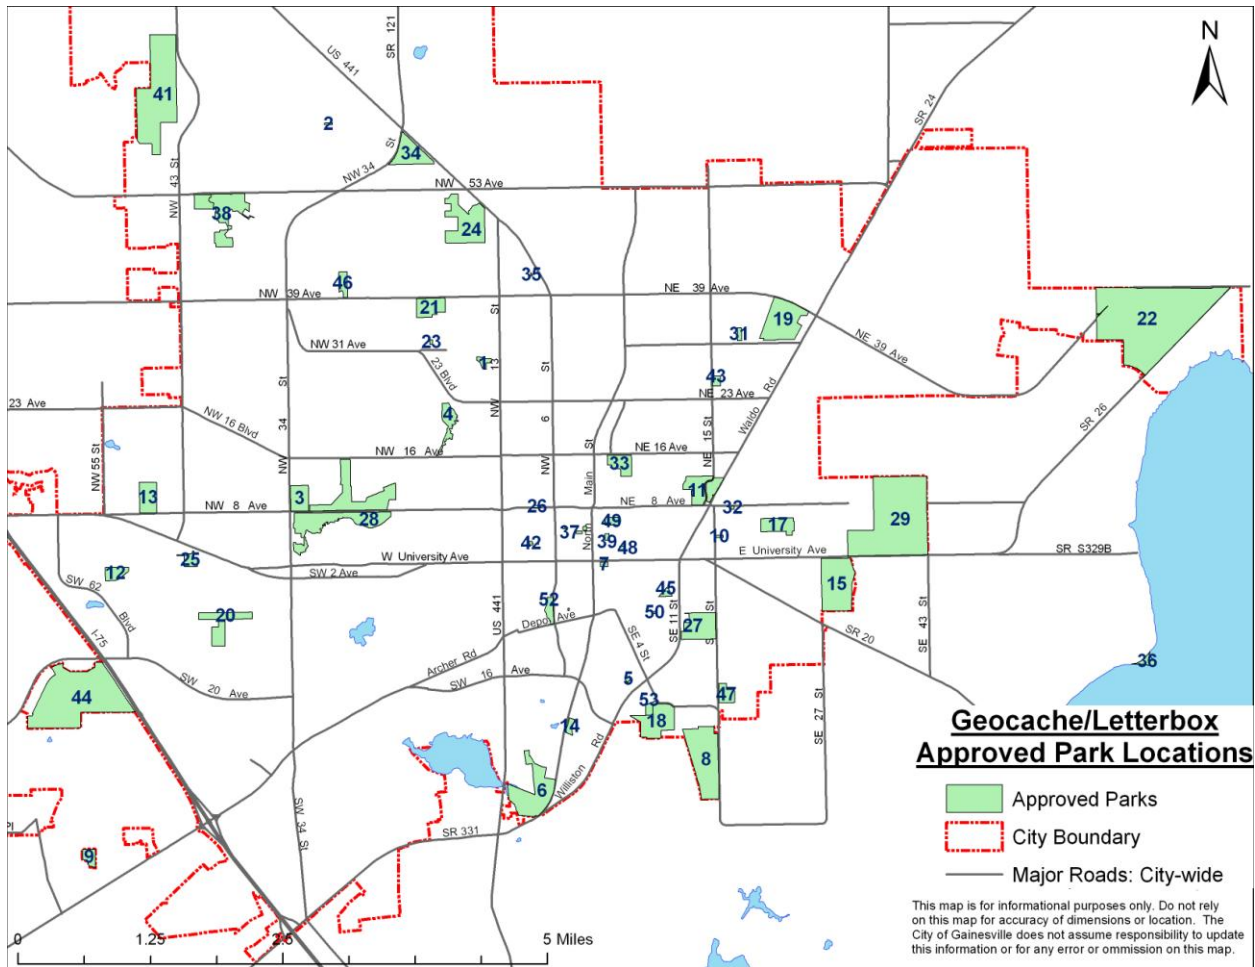 N
US 441
SR 121
SR 24
41
NW 43 St
2
34
NW 34 St
NW 53 Ave
38
24
35
46
NW 39 Ave
NE 39 Ave
21
19
22
31
NE 39 Ave
23
NW 31 Ave
1
NW 13 St
23 Blvd
43
NE 23 Ave
23 Ave
NW 16 Blvd
NW 34 St
4
NW 6 St
Main St
NE 15 St
Waldo Rd
SR 26
NW 55 St
NW 16 Ave
NE 16 Ave
33
13
3
11
NW 8 Ave
28
26
NE 8 Ave
32
29
49
17
37
North
39
48
10
42
25
W University Ave
7
E University Ave
SR S329B
12
SW 2 Ave
SW 62 Blvd
15
45
52
50
20
US 441
Depot Ave
27
SE 11 St
St
SE 4 St
SR 20
SE 43 St
I-75
Archer Rd
SW 16 Ave
36
SW 20 Ave
5
44
53
47
18
14
SE 27 St
8
6
Williston Rd
SW 34 St
SR 331
9
Pl
Geocache/Letterbox
Approved Park Locations
Approved Parks
City Boundary
Major Roads: City-wide
This map is for informational purposes only. Do not rely
on this map for accuracy of dimensions or location. The
City of Gainesville does not assume responsibility to update
this information or for any error or ommission on this map.
0 1.25 2.5 5 Miles